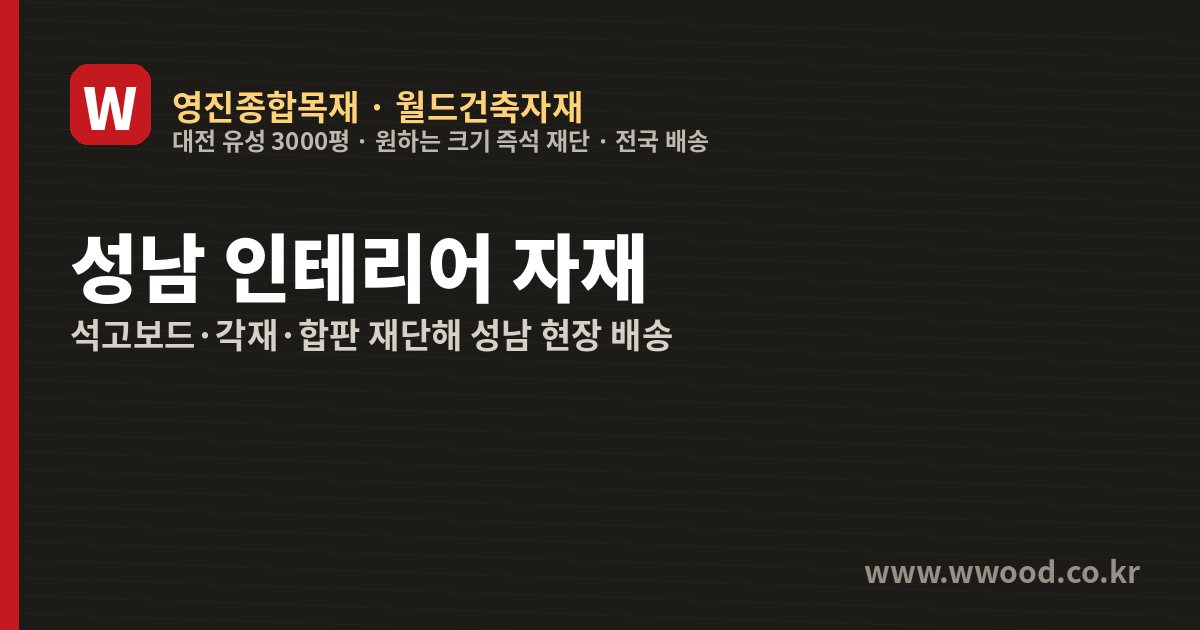 W
영진종합목재 · 월드건축자재
대전 유성 3000평 · 원하는 크기 즉석 재단 · 전국 배송
성남 인테리어 자재
석고보드·각재·합판 재단해 성남 현장 배송
www.wwood.co.kr